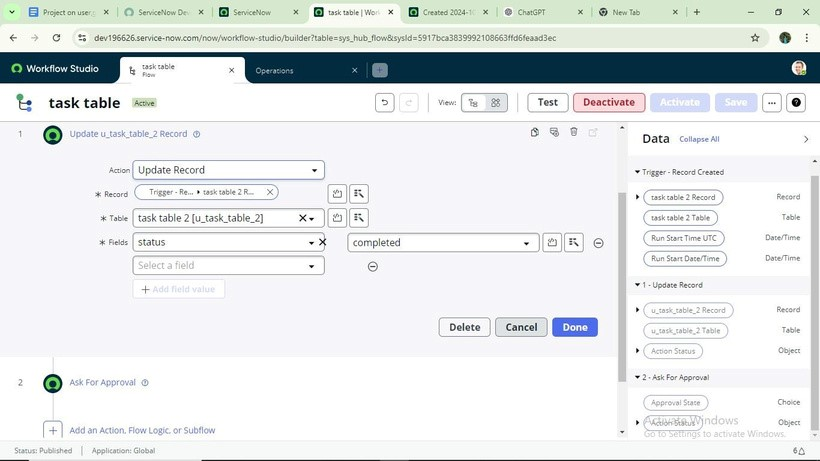 Project on user.
ServiceNow De
ServiceNow
task table | Work
Created 2024-10
ChatGPT
New Tab
dev196626.service-now.com/now/workflow-studio/builder?table=sys_hub_flow&sysId=5917bca3839992108663ffd6feaad3ec
Workflow Studio
task table
Flow
Operations
task table
Active
View:
Test
Deactivate
Activate
Save
1
Update u_task_table_2 Record
Data
Collapse All
Action
Update Record
Trigger - Record Created
* Record
Trigger - Re... ▸ task table 2 R...
task table 2 Record
Record
* Table
task table 2 [u_task_table_2]
task table 2 Table
Table
* Fields
status
completed
Run Start Time UTC
Date/Time
Select a field
Run Start Date/Time
Date/Time
+ Add field value
1 - Update Record
u_task_table_2 Record
Record
Delete
Cancel
Done
u_task_table_2 Table
Table
Action Status
Object
2 - Ask For Approval
2
Ask For Approval
Approval State
Choice
Action Status
Object
Activate Windows
Go to Settings to activate Windows.
+ Add an Action, Flow Logic, or Subflow
Status: Published
Application: Global
6